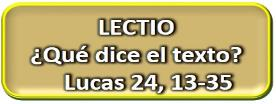 LECTIO
¿Qué dice el texto?
Lucas 24, 13-35